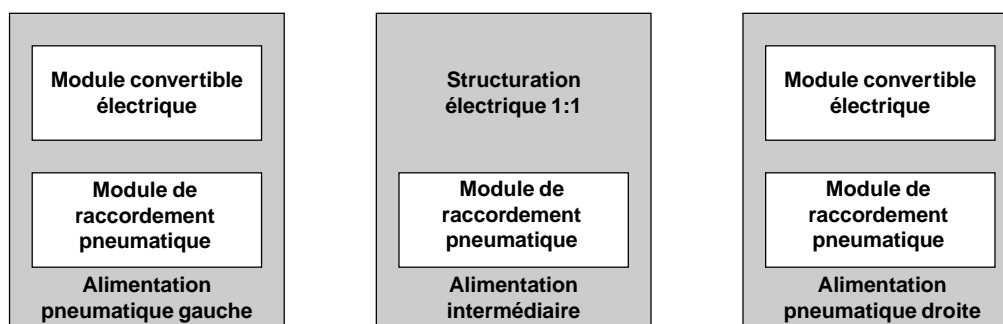 Module convertible
électrique
Module de
raccordement
pneumatique
Alimentation
pneumatique gauche
Structuration
électrique 1:1
Module de
raccordement
pneumatique
Alimentation
intermédiaire
Module convertible
électrique
Module de
raccordement
pneumatique
Alimentation
pneumatique droite